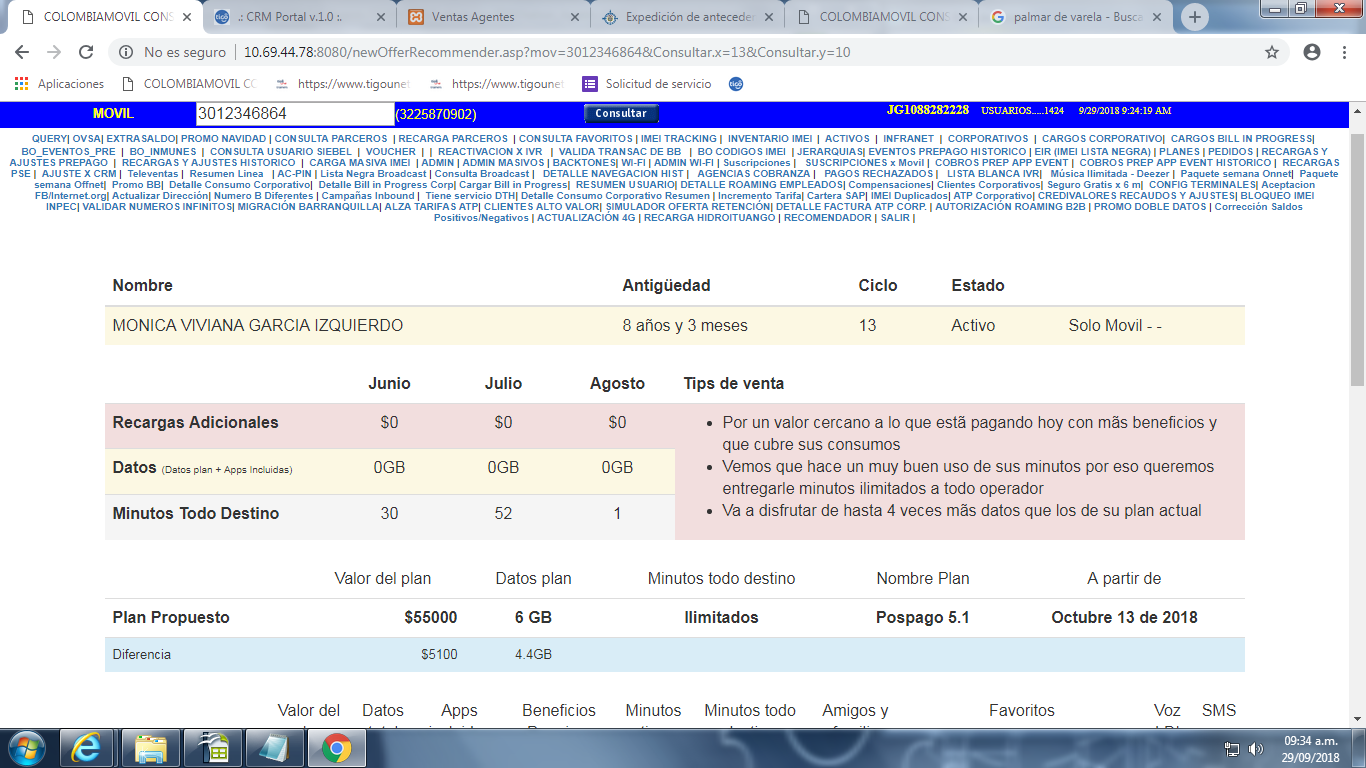 COLOMBIAMOVIL CONS
.: CRM Portal v.1.0 :.
Ventas Agentes
Expedición de anteceden
COLOMBIAMOVIL CONS
palmar de varela - Busca
No es seguro | 10.69.44.78:8080/newOfferRecommender.asp?mov=3012346864&Consultar.x=13&Consultar.y=10
Aplicaciones COLOMBIAMOVIL CO https://www.tigounet https://www.tigounet Solicitud de servicio
MOVIL 3012346864 (3225870902) Consultar JG1088282228 USUARIOS.....1424 9/29/2018 9:24:19 AM
QUERY| OVSA| EXTRASALDO| PROMO NAVIDAD | CONSULTA PARCEROS | RECARGA PARCEROS | CONSULTA FAVORITOS | IMEI TRACKING | INVENTARIO IMEI | ACTIVOS | INFRANET | CORPORATIVOS | CARGOS CORPORATIVO| CARGOS BILL IN PROGRESS|
BO_EVENTOS_PRE | BO_INMUNES | CONSULTA USUARIO SIEBEL | VOUCHER | | REACTIVACION X IVR | VALIDA TRANSAC DE BB | BO CODIGOS IMEI | JERARQUIAS| EVENTOS PREPAGO HISTORICO | EIR (IMEI LISTA NEGRA) | PLANES | PEDIDOS | RECARGAS Y
AJUSTES PREPAGO | RECARGAS Y AJUSTES HISTORICO | CARGA MASIVA IMEI | ADMIN | ADMIN MASIVOS | BACKTONES| WI-FI | ADMIN WI-FI | Suscripciones | SUSCRIPCIONES x Movil | COBROS PREP APP EVENT | COBROS PREP APP EVENT HISTORICO | RECARGAS
PSE | AJUSTE X CRM | Televentas | Resumen Línea | AC-PIN | Lista Negra Broadcast | Consulta Broadcast | DETALLE NAVEGACION HIST | AGENCIAS COBRANZA | PAGOS RECHAZADOS | LISTA BLANCA IVR| Música Ilimitada - Deezer | Paquete semana Onnet| Paquete
semana Offnet| Promo BB| Detalle Consumo Corporativo| Detalle Bill in Progress Corp| Cargar Bill in Progress| RESUMEN USUARIO| DETALLE ROAMING EMPLEADOS| Compensaciones| Clientes Corporativos| Seguro Gratis x 6 m| CONFIG TERMINALES| Aceptacion
FB/Internet.org| Actualizar Dirección| Numero B Diferentes | Campañas Inbound | Tiene servicio DTH| Detalle Consumo Corporativo Resumen | Incremento Tarifa| Cartera SAP| IMEI Duplicados| ATP Corporativo| CREDIVALORES RECAUDOS Y AJUSTES| BLOQUEO IMEI
INPEC| VALIDAR NUMEROS INFINITOS| MIGRACIÓN BARRANQUILLA| ALZA TARIFAS ATP| CLIENTES ALTO VALOR| SIMULADOR OFERTA RETENCIÓN| DETALLE FACTURA ATP CORP. | AUTORIZACIÓN ROAMING B2B | PROMO DOBLE DATOS | Corrección Saldos
Positivos/Negativos | ACTUALIZACIÓN 4G | RECARGA HIDROITUANGO | RECOMENDADOR | SALIR |
Nombre Antigüedad Ciclo Estado
MONICA VIVIANA GARCIA IZQUIERDO 8 años y 3 meses 13 Activo Solo Movil - -
Junio Julio Agosto Tips de venta
Recargas Adicionales $0 $0 $0
Datos (Datos plan + Apps Incluidas) 0GB 0GB 0GB
Minutos Todo Destino 30 52 1
• Por un valor cercano a lo que estã pagando hoy con mãs beneficios y
que cubre sus consumos
• Vemos que hace un muy buen uso de sus minutos por eso queremos
entregarle minutos ilimitados a todo operador
• Va a disfrutar de hasta 4 veces mãs datos que los de su plan actual
Valor del plan Datos plan Minutos todo destino Nombre Plan A partir de
Plan Propuesto $55000 6 GB Ilimitados Pospago 5.1 Octubre 13 de 2018
Diferencia $5100 4.4GB
Valor del Datos Apps Beneficios Minutos Minutos todo Amigos y Favoritos Voz SMS
09:34 a.m.
29/09/2018